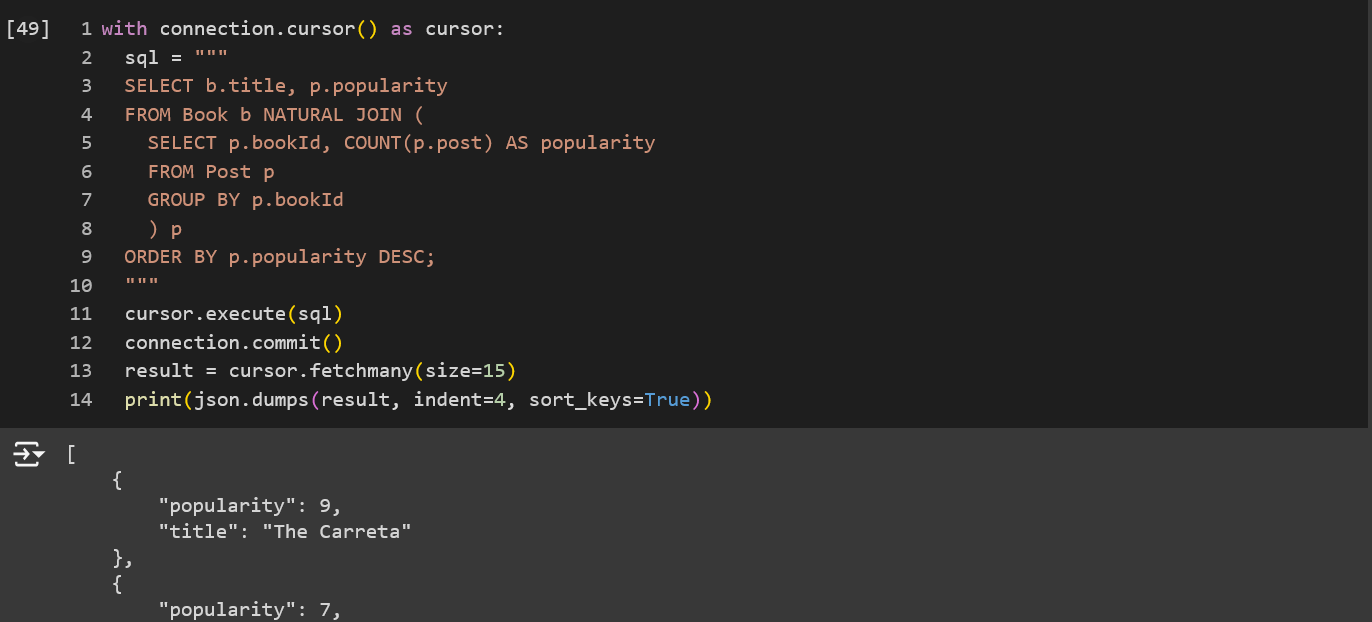 [49] 1 with connection.cursor() as cursor:
2 sql = """
3 SELECT b.title, p.popularity
4 FROM Book b NATURAL JOIN (
5 SELECT p.bookId, COUNT(p.post) AS popularity
6 FROM Post p
7 GROUP BY p.bookId
8 ) p
9 ORDER BY p.popularity DESC;
10 """
11 cursor.execute(sql)
12 connection.commit()
13 result = cursor.fetchmany(size=15)
14 print(json.dumps(result, indent=4, sort_keys=True))
[
{
"popularity": 9,
"title": "The Carreta"
},
{
"popularity": 7,